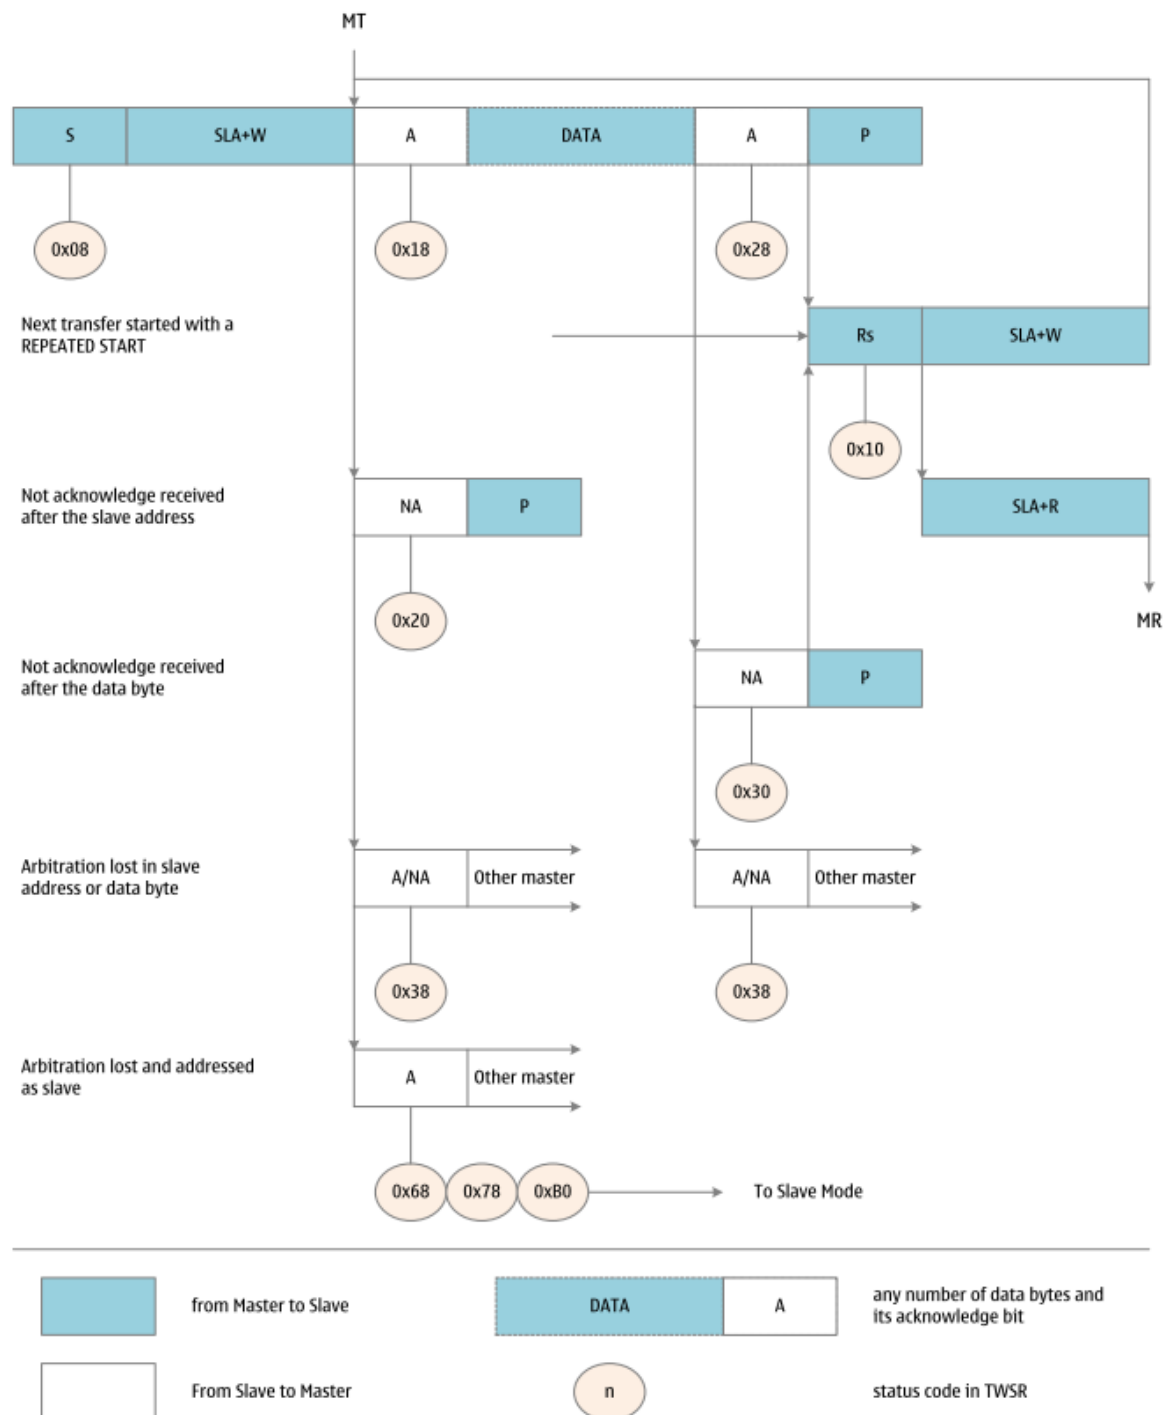 MT
S SLA+W A DATA A P
0x08 0x18 0x28
Next transfer started with a
REPEATED START
Rs SLA+W
0x10
Not acknowledge received
after the slave address
NA P
SLA+R
0x20
MR
Not acknowledge received
after the data byte
NA P
0x30
Arbitration lost in slave
address or data byte
A/NA Other master
A/NA Other master
0x38 0x38
Arbitration lost and addressed
as slave
A Other master
0x68 0x78 0xB0 To Slave Mode
from Master to Slave
DATA A
any number of data bytes and
its acknowledge bit
From Slave to Master
n
status code in TWSR